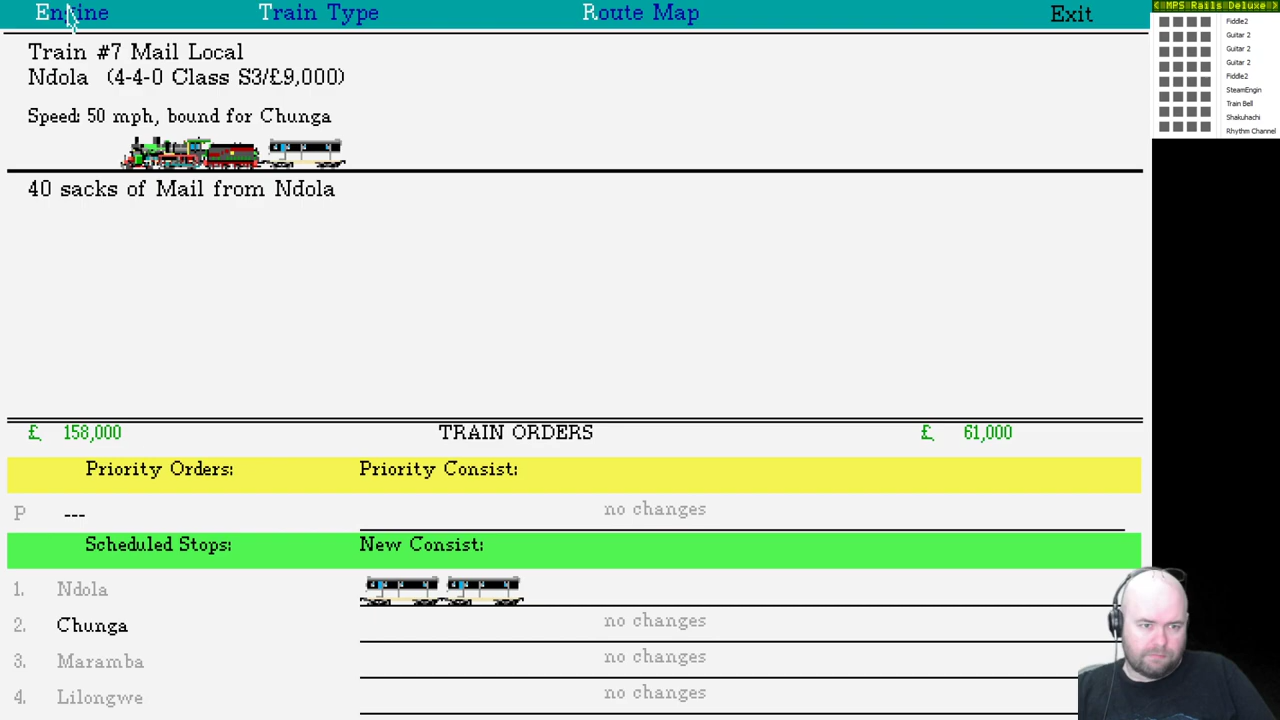 Engine Train Type Route Map Exit
Train #7 Mail Local
Ndola (4-4-0 Class S3/£9,000)
Speed: 50 mph, bound for Chunga
40 sacks of Mail from Ndola
£ 158,000 TRAIN ORDERS £ 61,000
Priority Orders: Priority Consist:
P --- no changes
Scheduled Stops: New Consist:
1. Ndola
2. Chunga no changes
3. Maramba no changes
4. Lilongwe no changes
< MPS Rails Deluxe >
Fiddle2
Guitar 2
Guitar 2
Guitar 2
Fiddle2
SteamEngin
Train Bell
Shakuhachi
Rhythm Channel